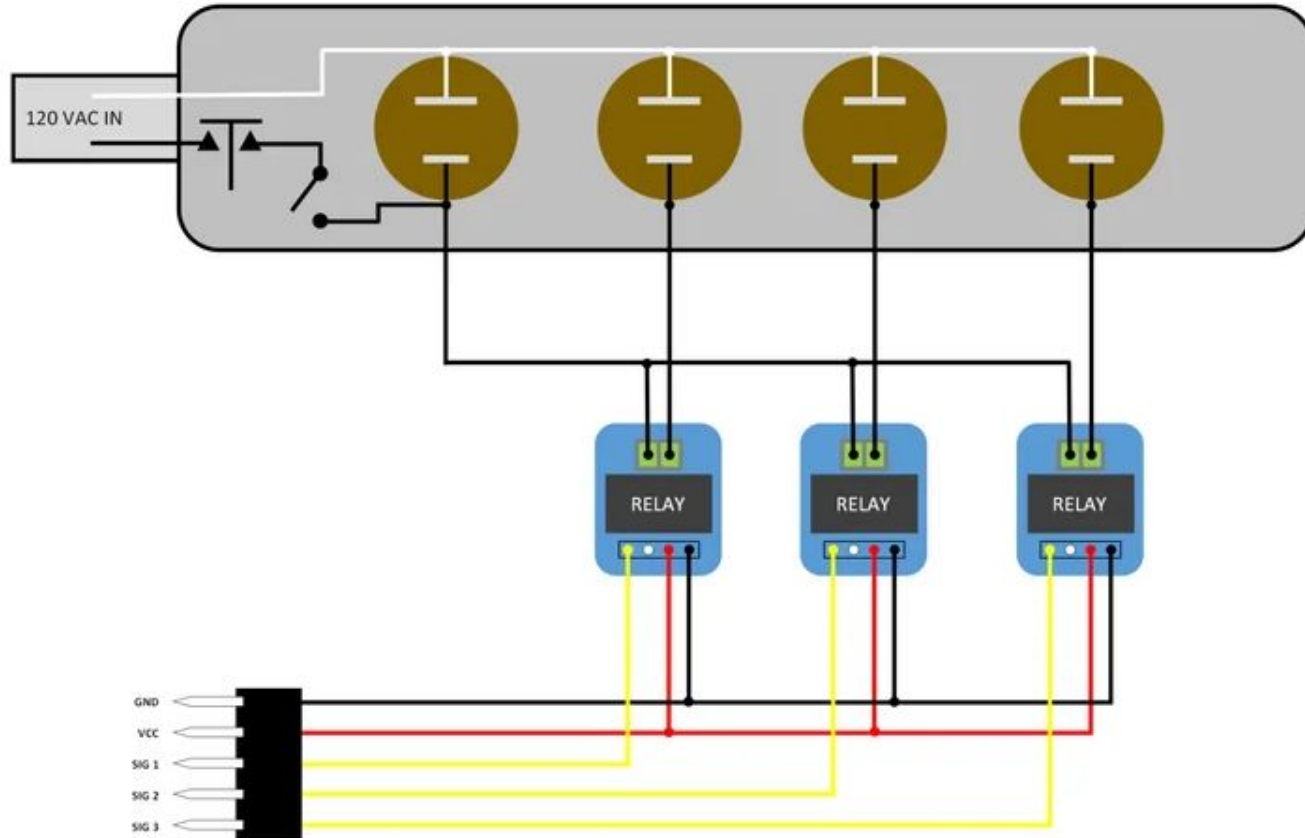 120 VAC IN
RELAY
RELAY
RELAY
GND
VCC
SIG 1
SIG 2
SIG 3